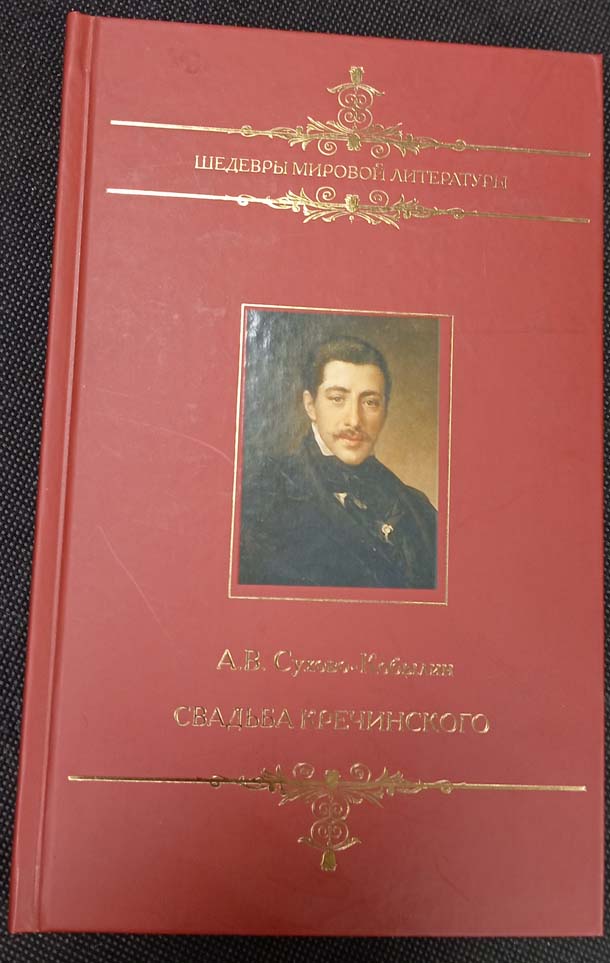 ШЕДЕВРЫ МИРОВОЙ ЛИТЕРАТУРЫ
А.В. Сухово-Кобылин
СВАДЬБА КРЕЧИНСКОГО